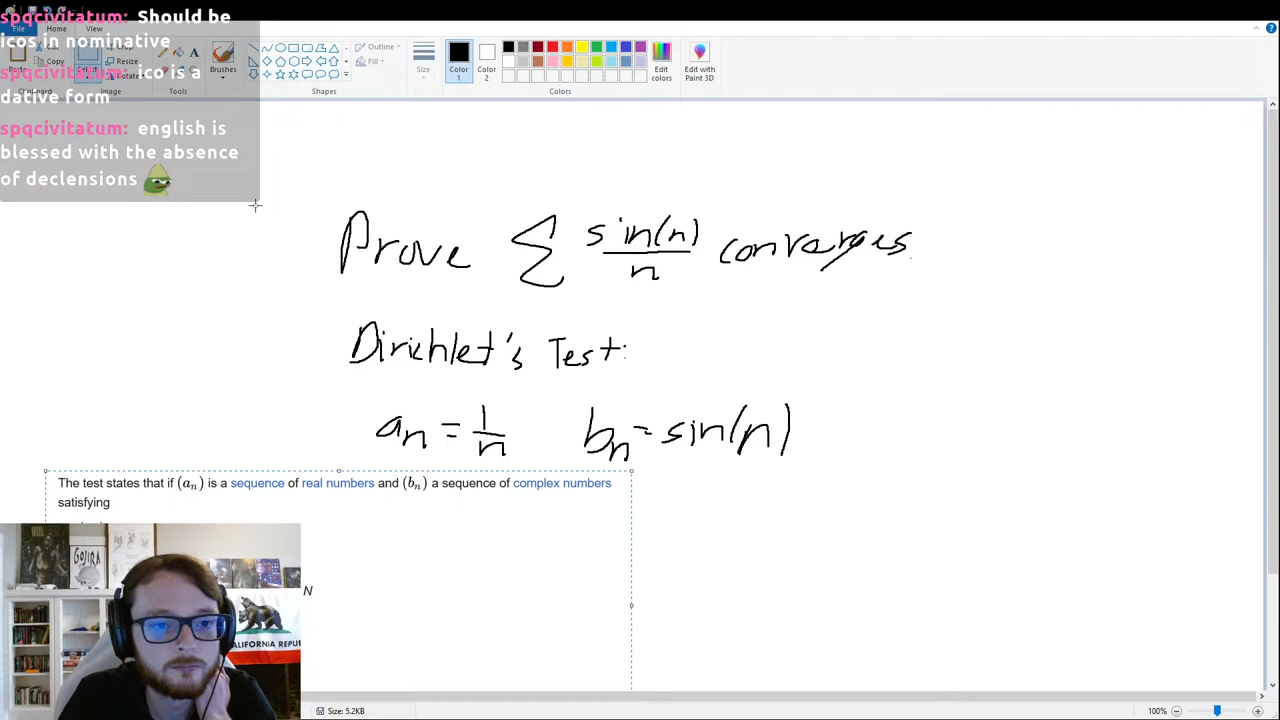 spqcivitatum: Should be
icos in nominative
spqcivitatum: ico is a
dative form
spqcivitatum: english is
blessed with the absence
of declensions
File Home View
Copy
Resize
Brushes
Outline
Fill
Size
Color 1
Color 2
Edit colors
Edit with Paint 3D
Image
Tools
Shapes
Colors
Prove ∑ sin(n)/n converges.
Dirichlet's Test:
aₙ = 1/n bₙ = sin(n)
The test states that if (aₙ) is a sequence of real numbers and (bₙ) a sequence of complex numbers
satisfying
N
GOJIRA
CALIFORNIA REPU
Size: 5.2KB
100%